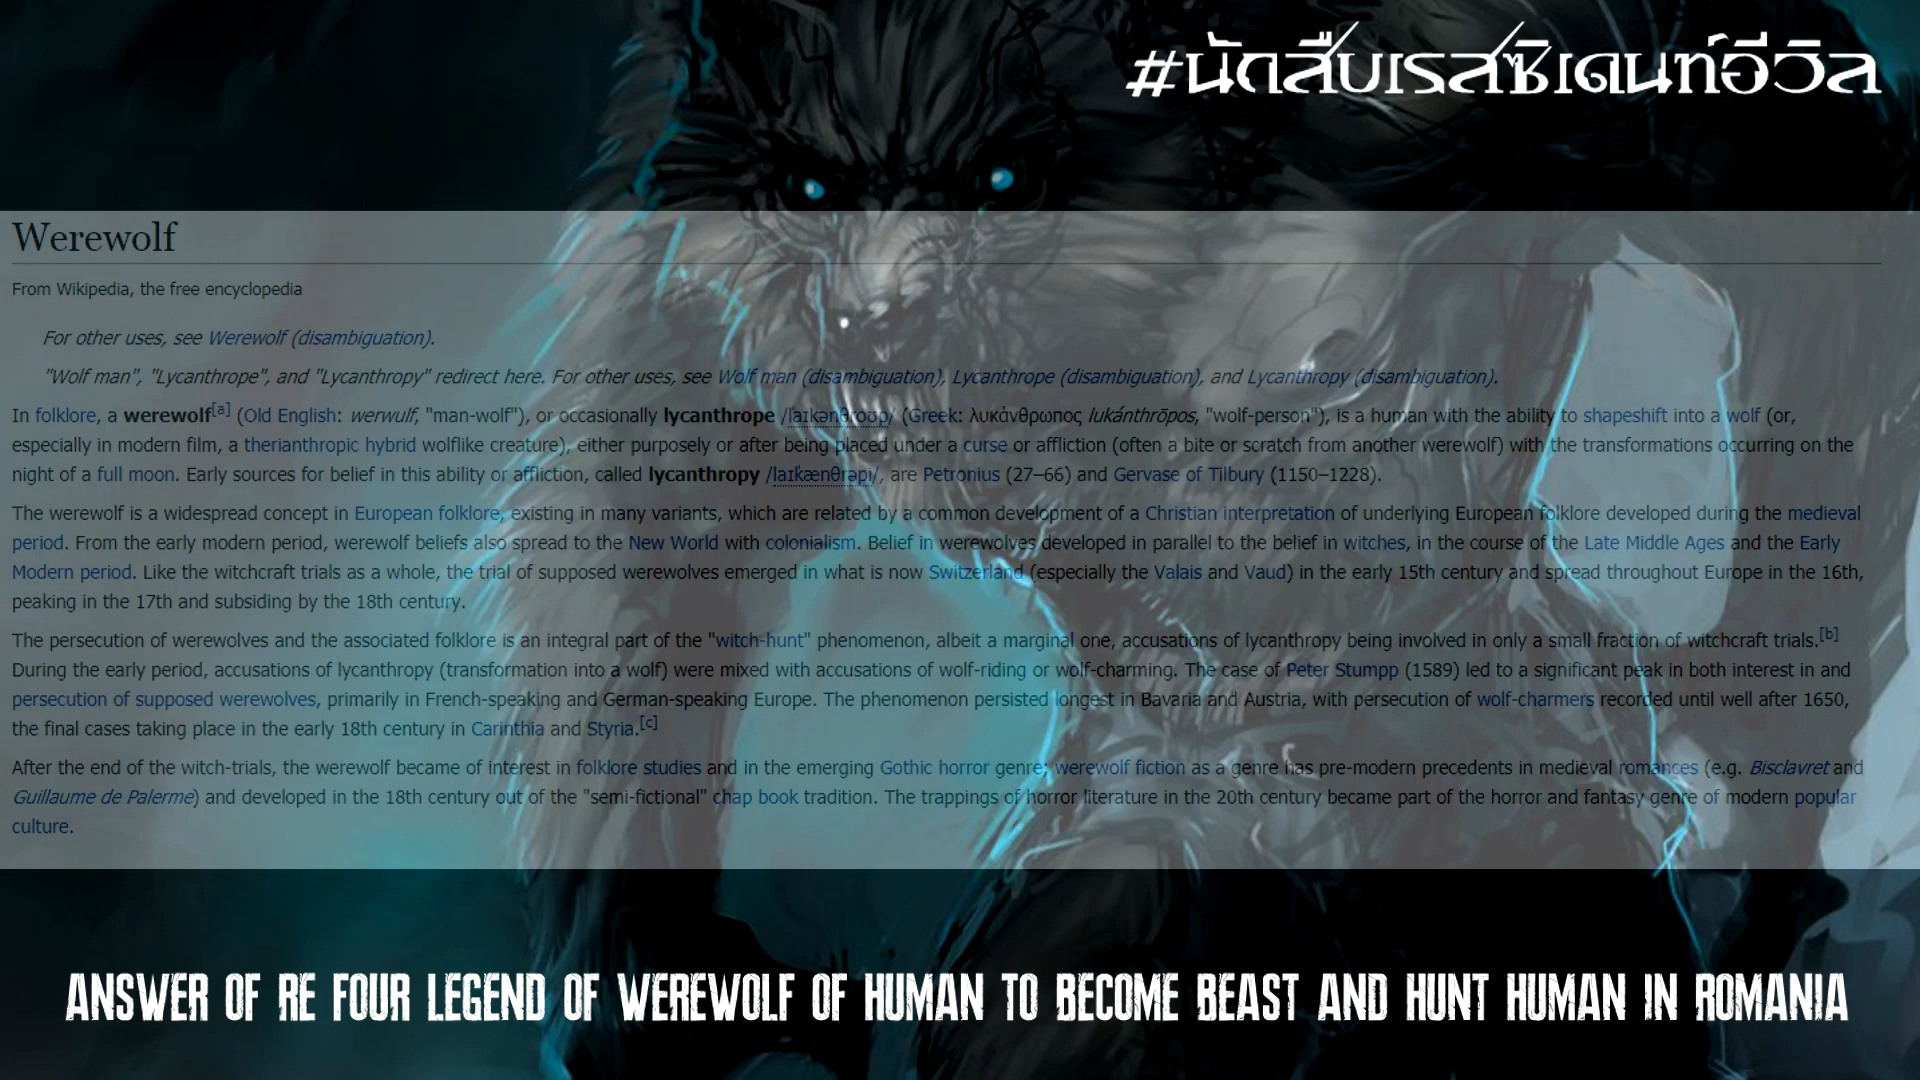 #นัดสืบเรสซิเดนท์อีวิล
Werewolf
From Wikipedia, the free encyclopedia
For other uses, see Werewolf (disambiguation).
"Wolf man", "Lycanthrope", and "Lycanthropy" redirect here. For other uses, see Wolf man (disambiguation), Lycanthrope (disambiguation), and Lycanthropy (disambiguation).
In folklore, a werewolf[a] (Old English: werwulf, "man-wolf"), or occasionally lycanthrope /ˈlaɪkənθroʊp/ (Greek: λυκάνθρωπος lukánthrōpos, "wolf-person"), is a human with the ability to shapeshift into a wolf (or,
especially in modern film, a therianthropic hybrid wolflike creature), either purposely or after being placed under a curse or affliction (often a bite or scratch from another werewolf) with the transformations occurring on the
night of a full moon. Early sources for belief in this ability or affliction, called lycanthropy /laɪˈkænθrəpi/, are Petronius (27–66) and Gervase of Tilbury (1150–1228).
The werewolf is a widespread concept in European folklore, existing in many variants, which are related by a common development of a Christian interpretation of underlying European folklore developed during the medieval
period. From the early modern period, werewolf beliefs also spread to the New World with colonialism. Belief in werewolves developed in parallel to the belief in witches, in the course of the Late Middle Ages and the Early
Modern period. Like the witchcraft trials as a whole, the trial of supposed werewolves emerged in what is now Switzerland (especially the Valais and Vaud) in the early 15th century and spread throughout Europe in the 16th,
peaking in the 17th and subsiding by the 18th century.
The persecution of werewolves and the associated folklore is an integral part of the "witch-hunt" phenomenon, albeit a marginal one, accusations of lycanthropy being involved in only a small fraction of witchcraft trials.[b]
During the early period, accusations of lycanthropy (transformation into a wolf) were mixed with accusations of wolf-riding or wolf-charming. The case of Peter Stumpp (1589) led to a significant peak in both interest in and
persecution of supposed werewolves, primarily in French-speaking and German-speaking Europe. The phenomenon persisted longest in Bavaria and Austria, with persecution of wolf-charmers recorded until well after 1650,
the final cases taking place in the early 18th century in Carinthia and Styria.[c]
After the end of the witch-trials, the werewolf became of interest in folklore studies and in the emerging Gothic horror genre; werewolf fiction as a genre has pre-modern precedents in medieval romances (e.g. Bisclavret and
Guillaume de Palerme) and developed in the 18th century out of the "semi-fictional" chap book tradition. The trappings of horror literature in the 20th century became part of the horror and fantasy genre of modern popular
culture.
ANSWER OF RE FOUR LEGEND OF WEREWOLF OF HUMAN TO BECOME BEAST AND HUNT HUMAN IN ROMANIA